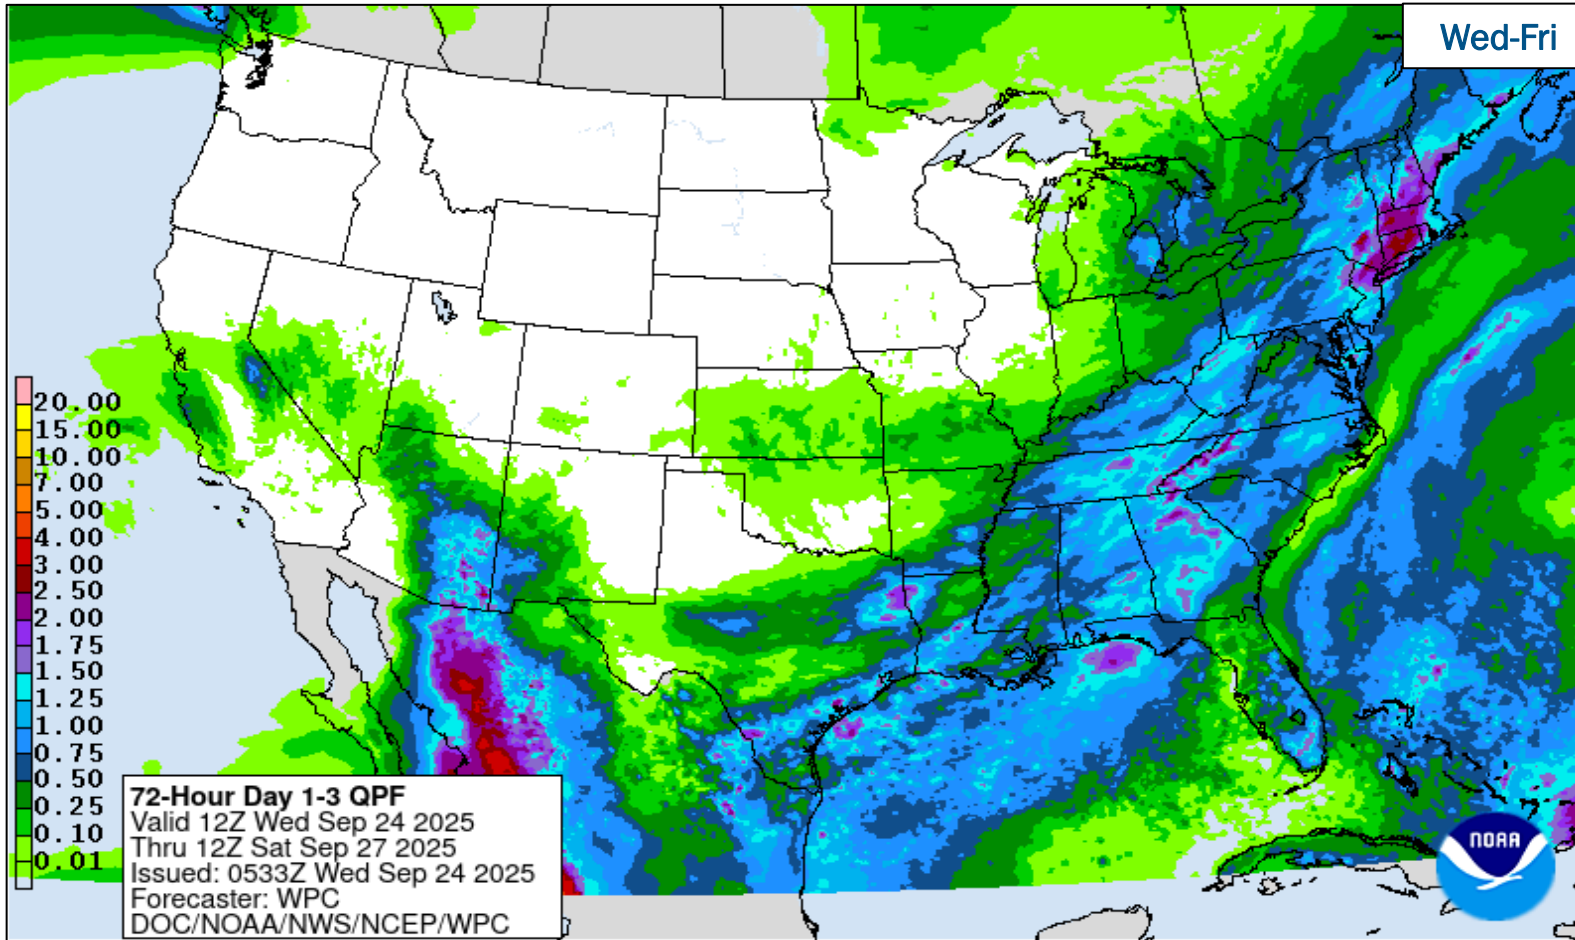 Wed-Fri
20.00
15.00
10.00
7.00
5.00
4.00
3.00
2.50
2.00
1.75
1.50
1.25
1.00
0.75
0.50
0.25
0.10
0.01
72-Hour Day 1-3 QPF
Valid 12Z Wed Sep 24 2025
Thru 12Z Sat Sep 27 2025
Issued: 0533Z Wed Sep 24 2025
Forecaster: WPC
DOC/NOAA/NWS/NCEP/WPC
NOAA